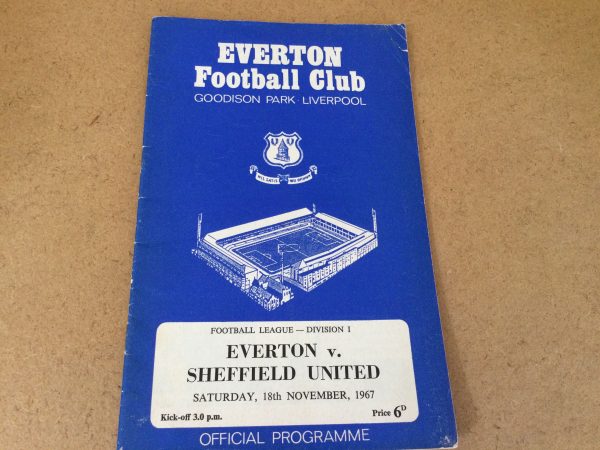 EVERTON
Football Club
GOODISON PARK · LIVERPOOL
FOOTBALL LEAGUE — DIVISION 1
EVERTON v.
SHEFFIELD UNITED
SATURDAY, 18th NOVEMBER, 1967
Kick-off 3.0 p.m.
Price 6D
OFFICIAL PROGRAMME